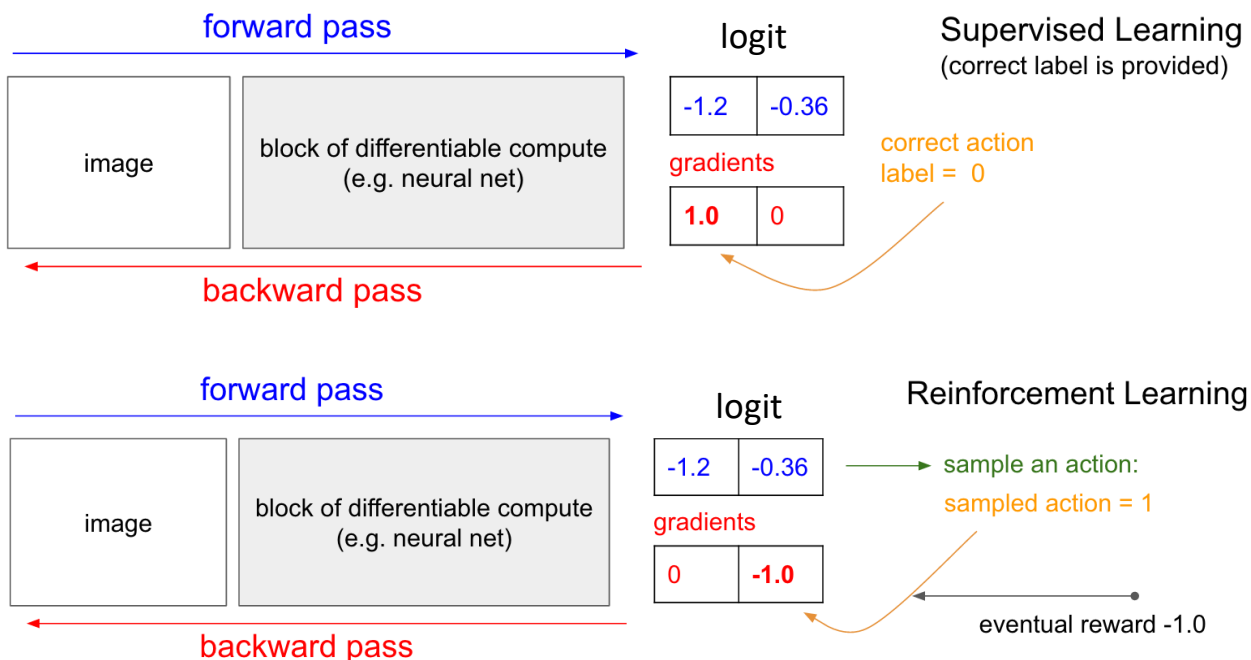 forward pass
logit
Supervised Learning
(correct label is provided)
image
block of differentiable compute
(e.g. neural net)
-1.2 -0.36
gradients
1.0 0
correct action
label = 0
backward pass
forward pass
logit
Reinforcement Learning
image
block of differentiable compute
(e.g. neural net)
-1.2 -0.36
sample an action:
sampled action = 1
gradients
0 -1.0
eventual reward -1.0
backward pass